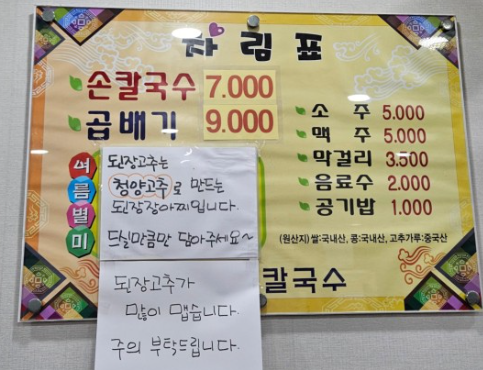 차림표
손칼국수 7.000
곱배기 9.000
소주 5.000
맥주 5.000
막걸리 3.500
음료수 2.000
공기밥 1.000
(원산지) 쌀:국내산, 콩:국내산, 고추가루:중국산
여름별미
된장고추는
청양고추로 만드는
된장장아찌입니다.
드실만큼만 담아주세요~
된장고추가
많이 맵습니다.
주의 부탁드립니다.
칼국수